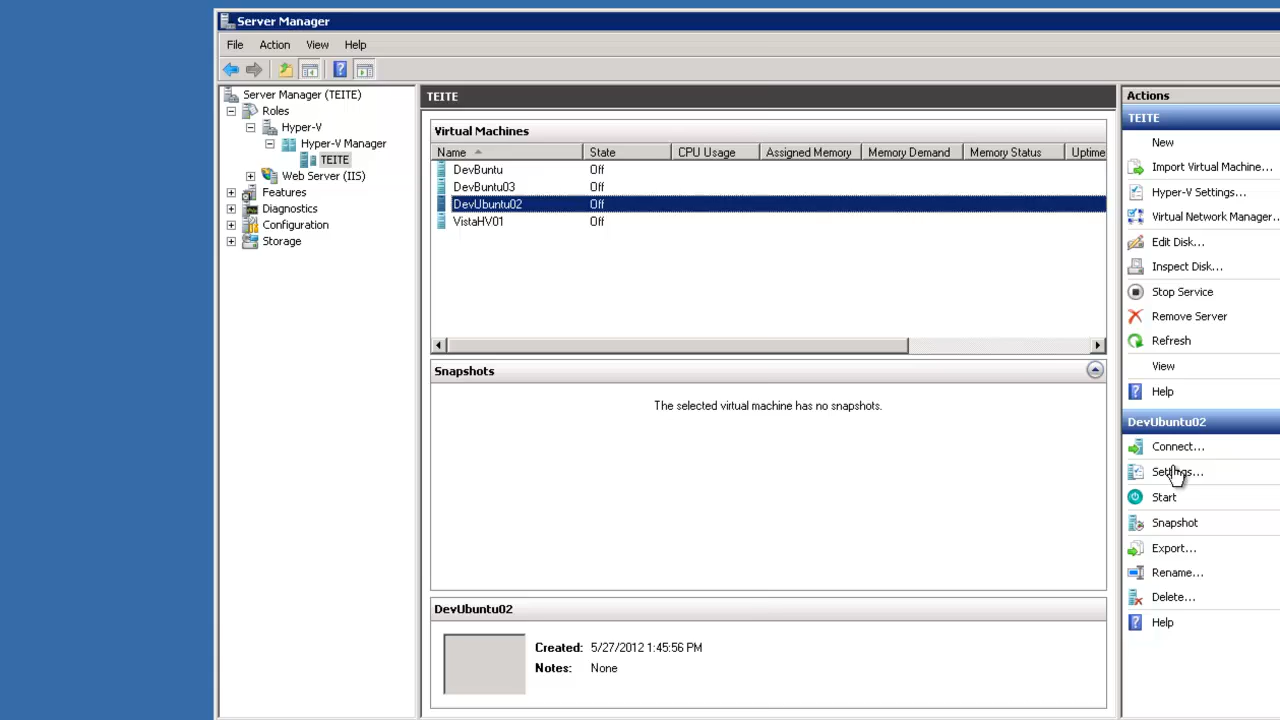 Server Manager
File Action View Help
Server Manager (TEITE)
Roles
Hyper-V
Hyper-V Manager
TEITE
Web Server (IIS)
Features
Diagnostics
Configuration
Storage
TEITE
Virtual Machines
Name State CPU Usage Assigned Memory Memory Demand Memory Status Uptime
DevBuntu Off
DevBuntu03 Off
DevUbuntu02 Off
VistaHV01 Off
Snapshots
The selected virtual machine has no snapshots.
DevUbuntu02
Created: 5/27/2012 1:45:56 PM
Notes: None
Actions
TEITE
New
Import Virtual Machine...
Hyper-V Settings...
Virtual Network Manager..
Edit Disk...
Inspect Disk...
Stop Service
Remove Server
Refresh
View
Help
DevUbuntu02
Connect...
Settings...
Start
Snapshot
Export...
Rename...
Delete...
Help